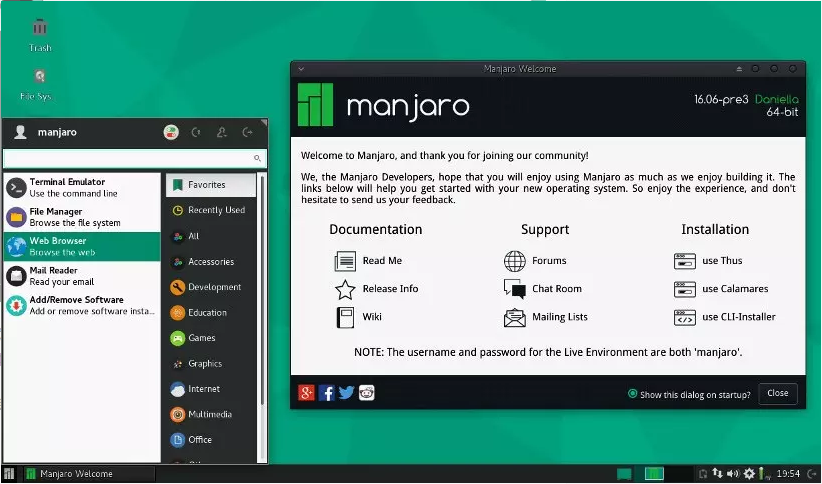 Trash
File Sys..
manjaro
Terminal Emulator
Use the command line
File Manager
Browse the file system
Web Browser
Browse the web
Mail Reader
Read your email
Add/Remove Software
Add or remove software insta...
Favorites
Recently Used
All
Accessories
Development
Education
Games
Graphics
Internet
Multimedia
Office
Manjaro Welcome
manjaro
16.06-pre3 Daniella
64-bit
Welcome to Manjaro, and thank you for joining our community!
We, the Manjaro Developers, hope that you will enjoy using Manjaro as much as we enjoy building it. The
links below will help you get started with your new operating system. So enjoy the experience, and don't
hesitate to send us your feedback.
Documentation
Read Me
Release Info
Wiki
Support
Forums
Chat Room
Mailing Lists
Installation
use Thus
use Calamares
use CLI-Installer
NOTE: The username and password for the Live Environment are both 'manjaro'.
g+
f
Show this dialog on startup?
Close
Manjaro Welcome
19:54